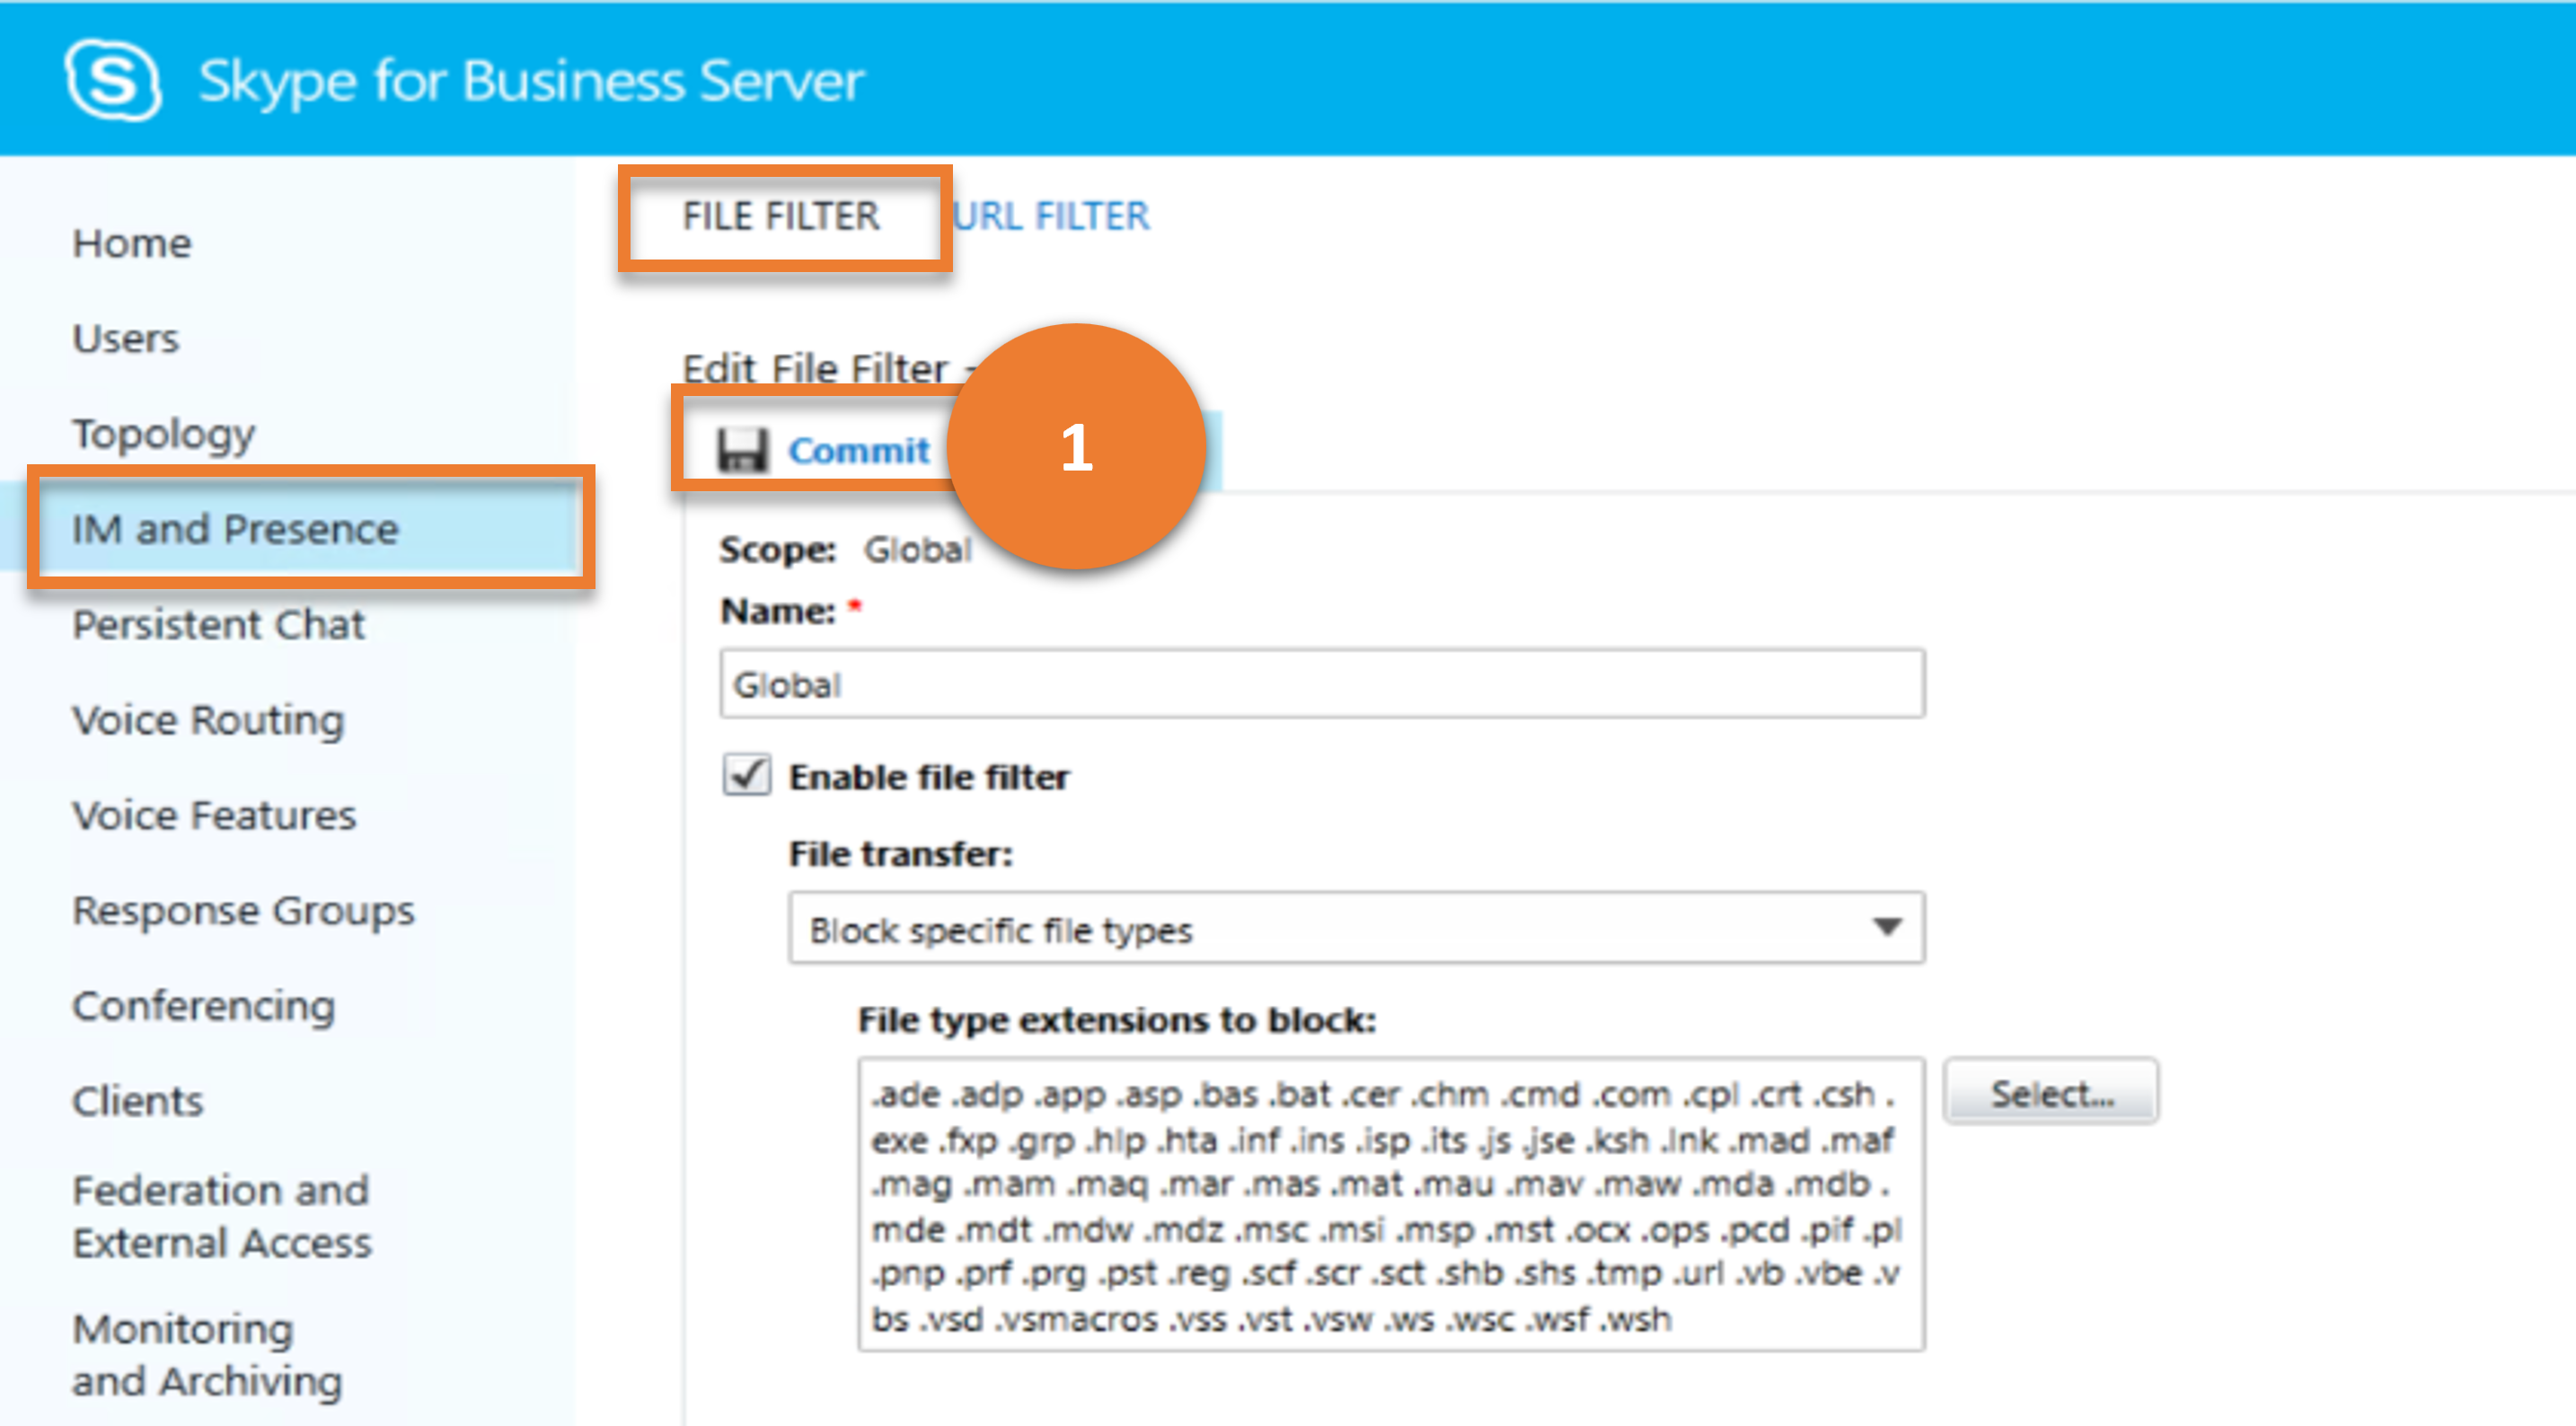 Skype for Business Server
Home
Users
Topology
IM and Presence
Persistent Chat
Voice Routing
Voice Features
Response Groups
Conferencing
Clients
Federation and
External Access
Monitoring
and Archiving
FILE FILTER URL FILTER
Edit File Filter -
Commit
1
Scope: Global
Name: *
Global
Enable file filter
File transfer:
Block specific file types
File type extensions to block:
.ade .adp .app .asp .bas .bat .cer .chm .cmd .com .cpl .crt .csh .
exe .fxp .grp .hlp .hta .inf .ins .isp .its .js .jse .ksh .lnk .mad .maf
.mag .mam .maq .mar .mas .mat .mau .mav .maw .mda .mdb .
mde .mdt .mdw .mdz .msc .msi .msp .mst .ocx .ops .pcd .pif .pl
.pnp .prf .prg .pst .reg .scf .scr .sct .shb .shs .tmp .url .vb .vbe .v
bs .vsd .vsmacros .vss .vst .vsw .ws .wsc .wsf .wsh
Select...